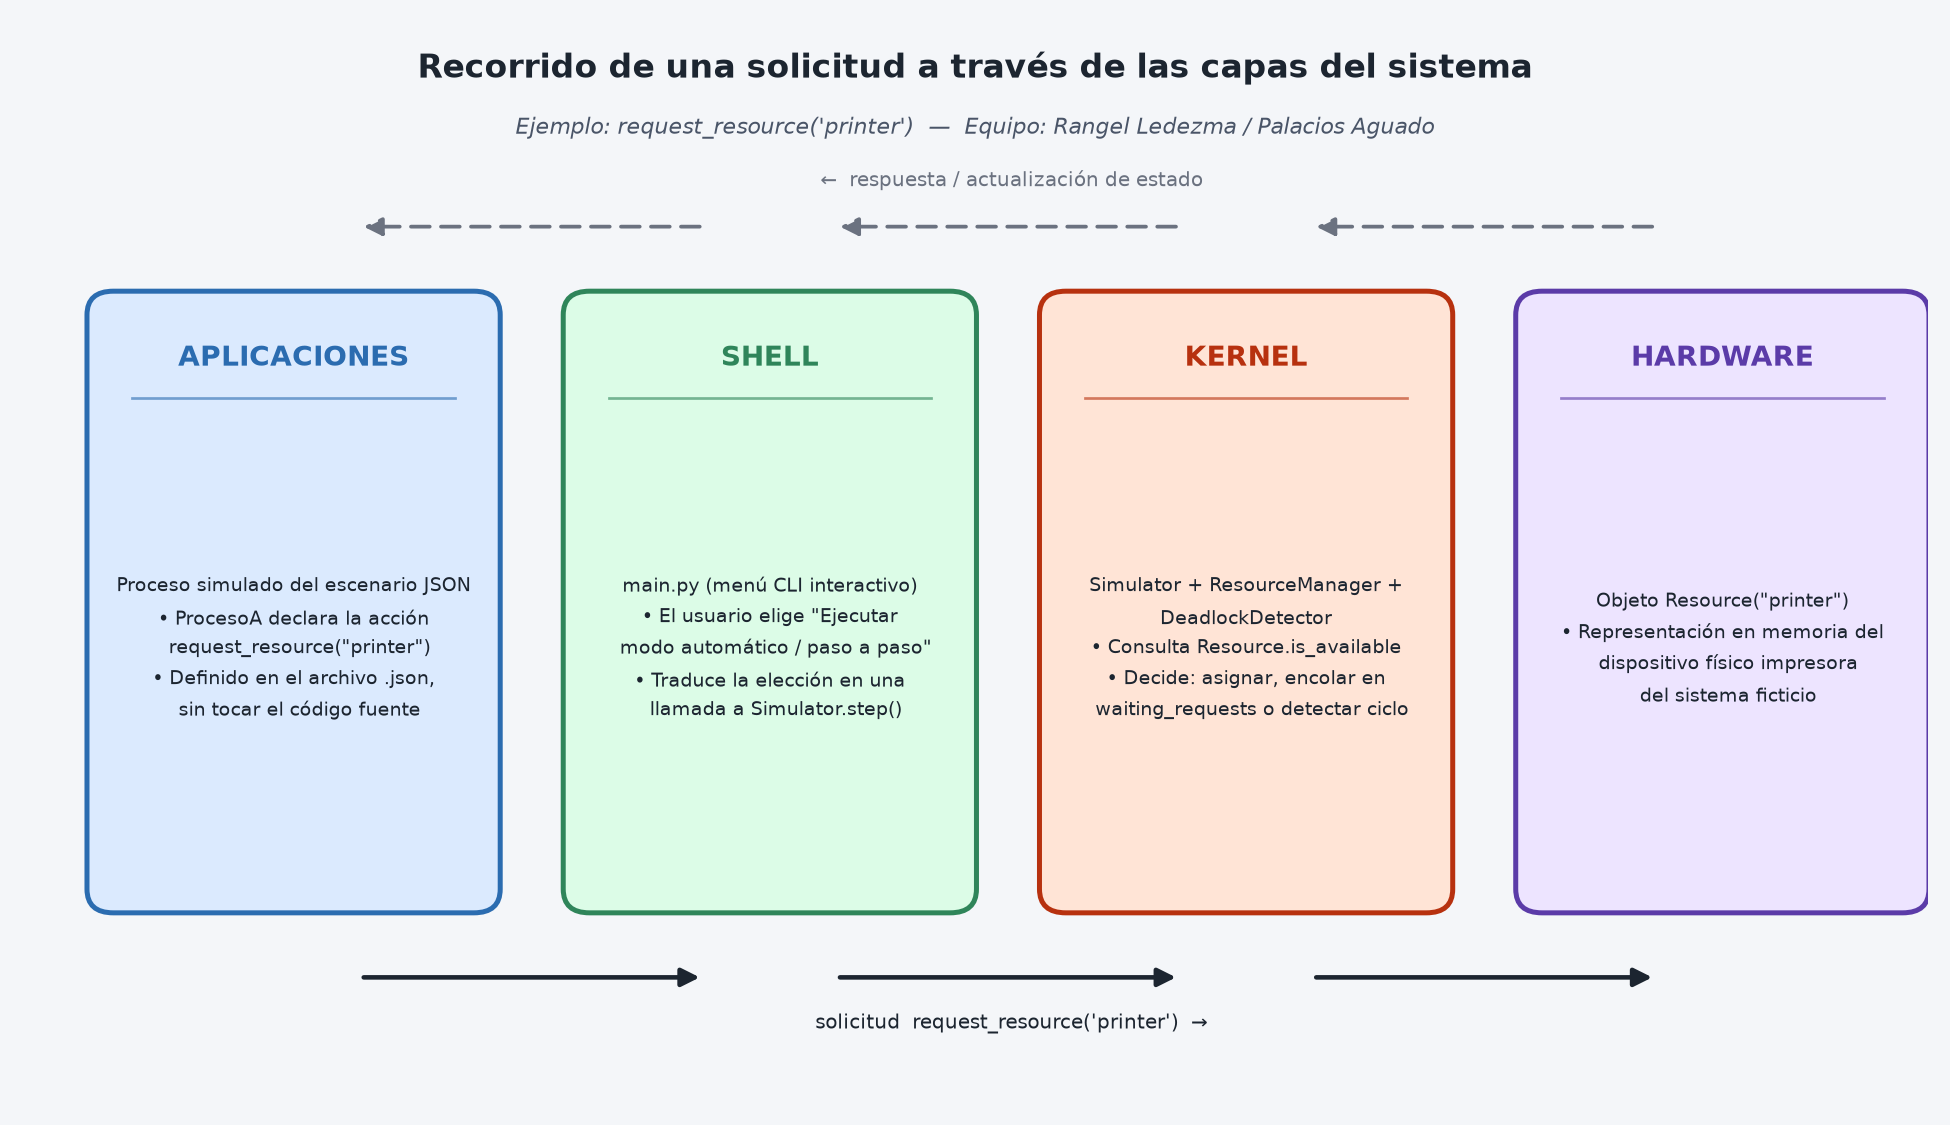 Recorrido de una solicitud a través de las capas del sistema
Ejemplo: request_resource('printer')  —  Equipo: Rangel Ledezma / Palacios Aguado
← respuesta / actualización de estado
APLICACIONES
Proceso simulado del escenario JSON
• ProcesoA declara la acción
request_resource("printer")
• Definido en el archivo .json,
sin tocar el código fuente
SHELL
main.py (menú CLI interactivo)
• El usuario elige "Ejecutar
modo automático / paso a paso"
• Traduce la elección en una
llamada a Simulator.step()
KERNEL
Simulator + ResourceManager +
DeadlockDetector
• Consulta Resource.is_available
• Decide: asignar, encolar en
waiting_requests o detectar ciclo
HARDWARE
Objeto Resource("printer")
• Representación en memoria del
dispositivo físico impresora
del sistema ficticio
solicitud  request_resource('printer')  →